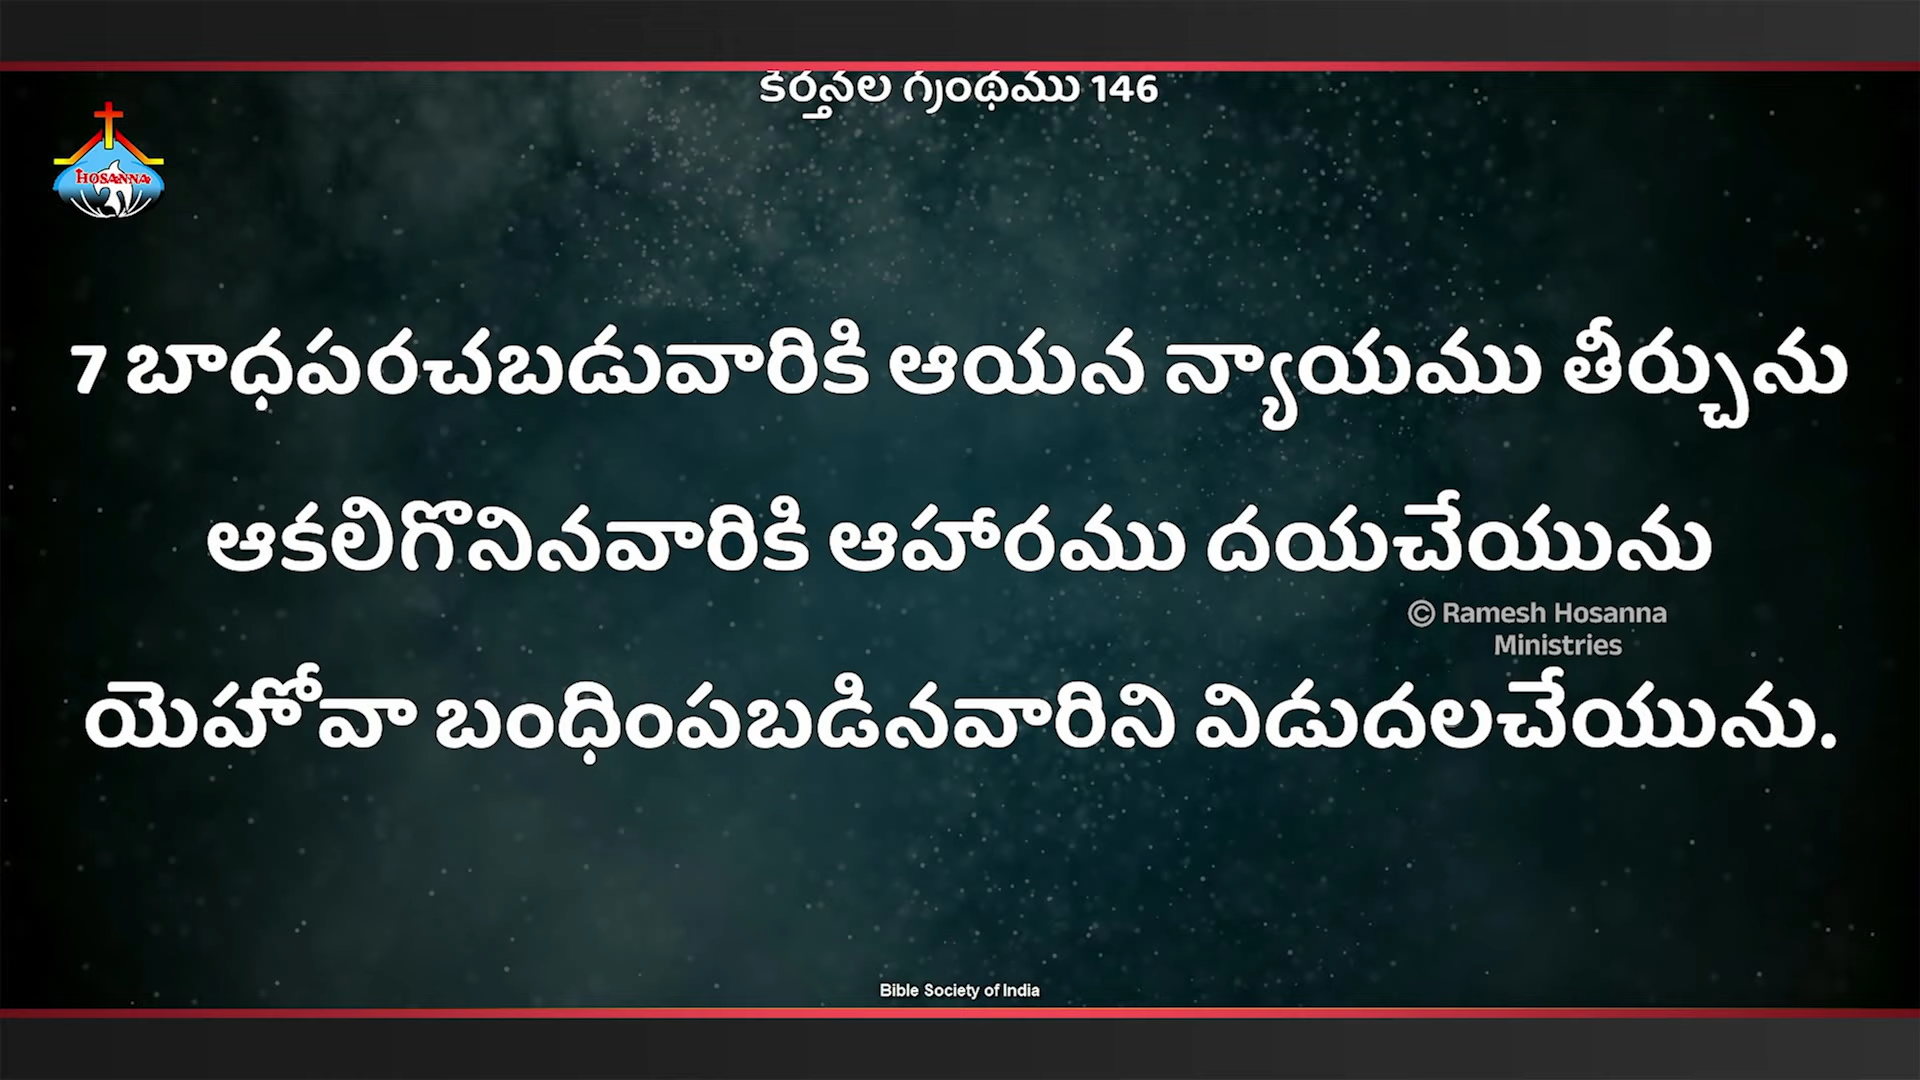 కీర్తనల గ్రంథము 146
HOSANNA
7 బాధపరచబడువారికి ఆయన న్యాయము తీర్చును
ఆకలిగొనినవారికి ఆహారము దయచేయును
© Ramesh Hosanna
Ministries
యెహోవా బంధింపబడినవారిని విడుదలచేయును.
Bible Society of India